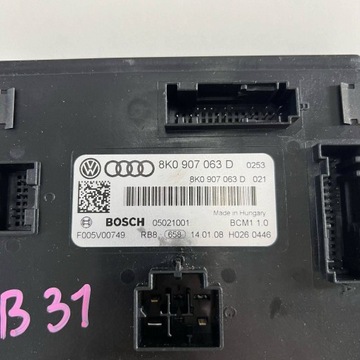 8K0 907 063 D 0253
8K0 907 063 D 021
Made in Hungary
BOSCH 05021001 BCM1 1.0
F005V00749 RB8 658 14 01 08 H026 0446
B31